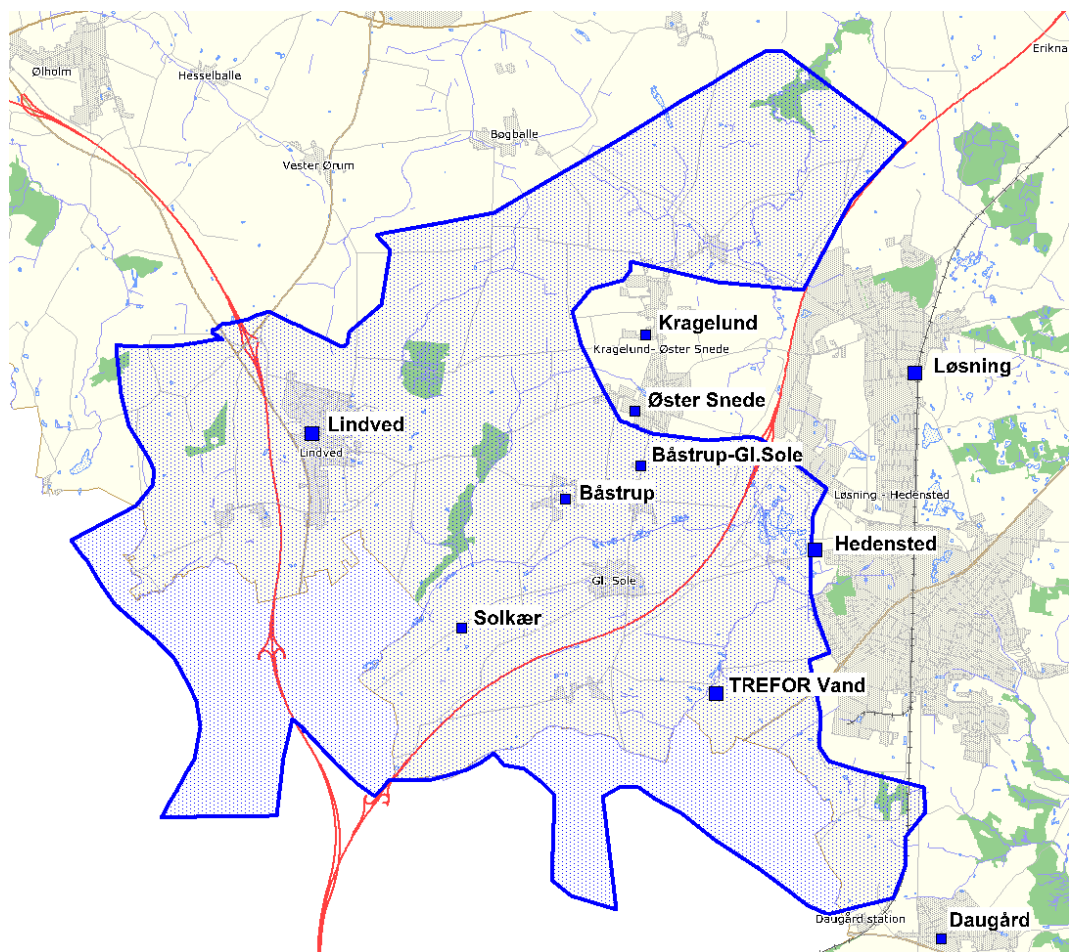 Erikna
Ølholm
Hesselballe
Bøgballe
Vester Ørum
Kragelund
Kragelund- Øster Snede
Løsning
Øster Snede
Lindved
Lindved
Båstrup-Gl.Sole
Båstrup
Løsning - Hedensted
Hedensted
Gl. Sole
Solkær
TREFOR Vand
Daugård station
Daugård